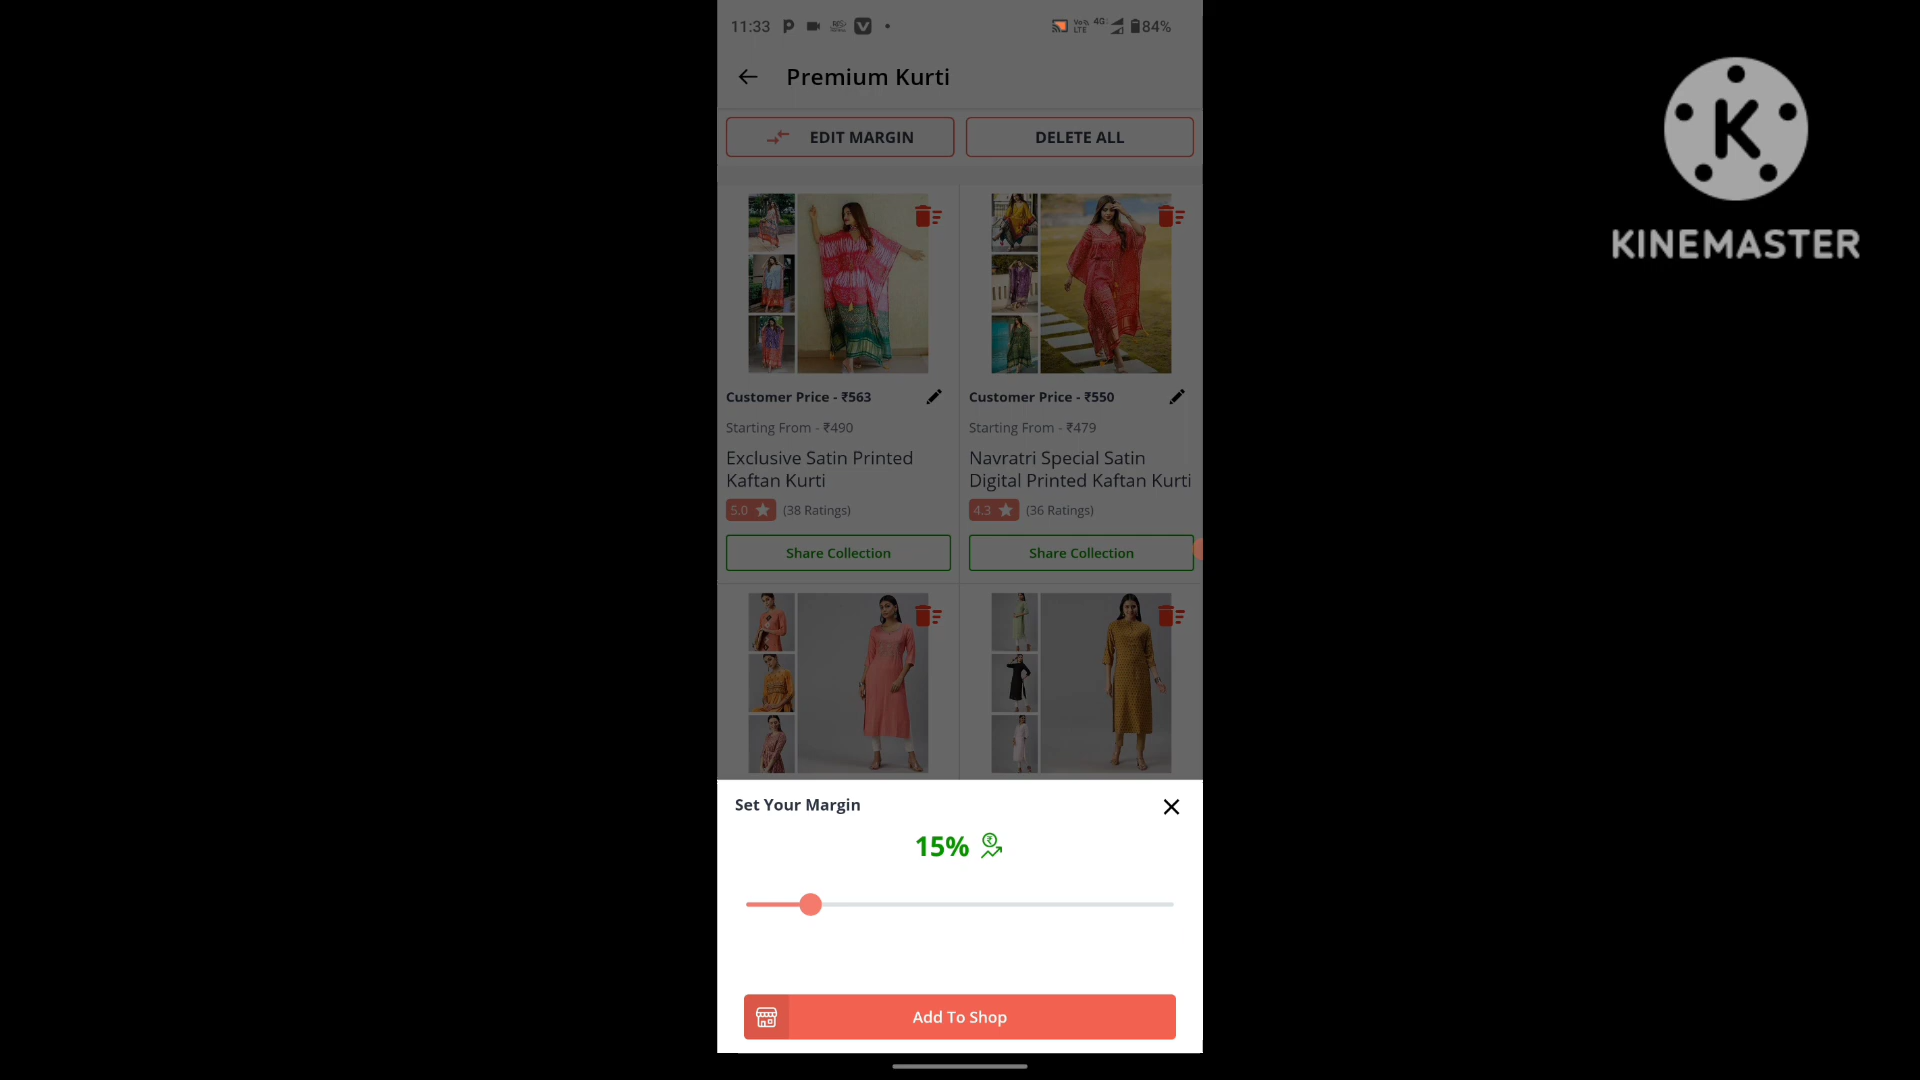 11:33
84%
Premium Kurti
EDIT MARGIN
DELETE ALL
Customer Price - ₹563
Starting From - ₹490
Exclusive Satin Printed
Kaftan Kurti
5.0
(38 Ratings)
Share Collection
Customer Price - ₹550
Starting From - ₹479
Navratri Special Satin
Digital Printed Kaftan Kurti
4.3
(36 Ratings)
Share Collection
Set Your Margin
15%
Add To Shop
K
KINEMASTER